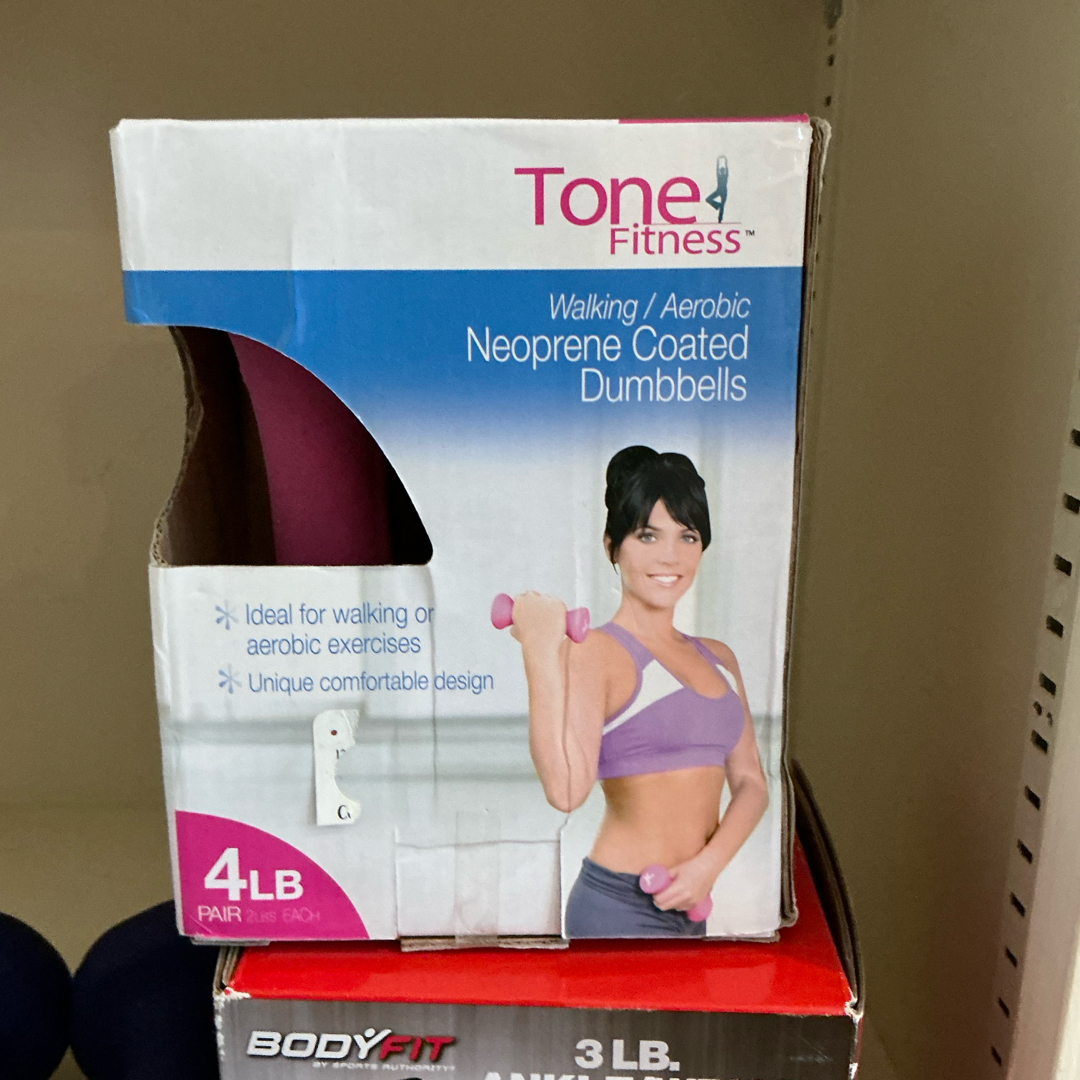 Tone
Fitness™
Walking / Aerobic
Neoprene Coated
Dumbbells
* Ideal for walking or
aerobic exercises
* Unique comfortable design
4LB
PAIR 2LBS EACH
BODYFIT
BY SPORTS AUTHORITY
3 LB.